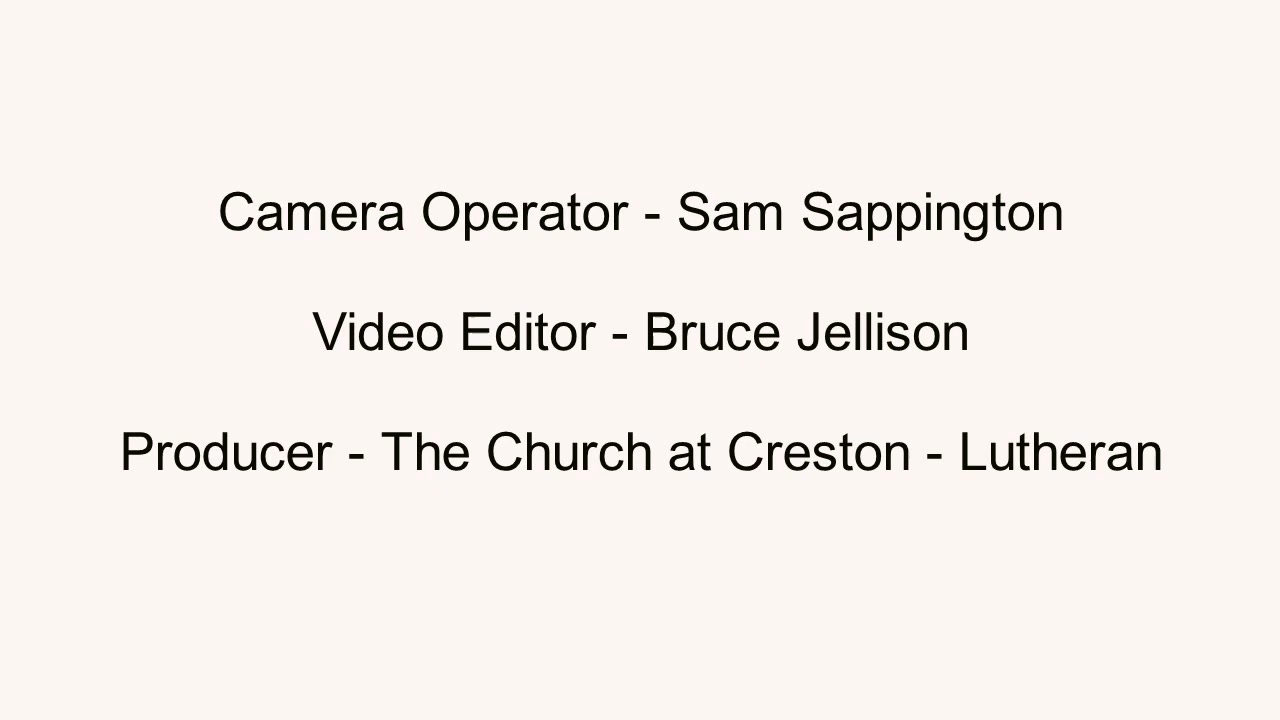 Camera Operator - Sam Sappington
Video Editor - Bruce Jellison
Producer - The Church at Creston - Lutheran